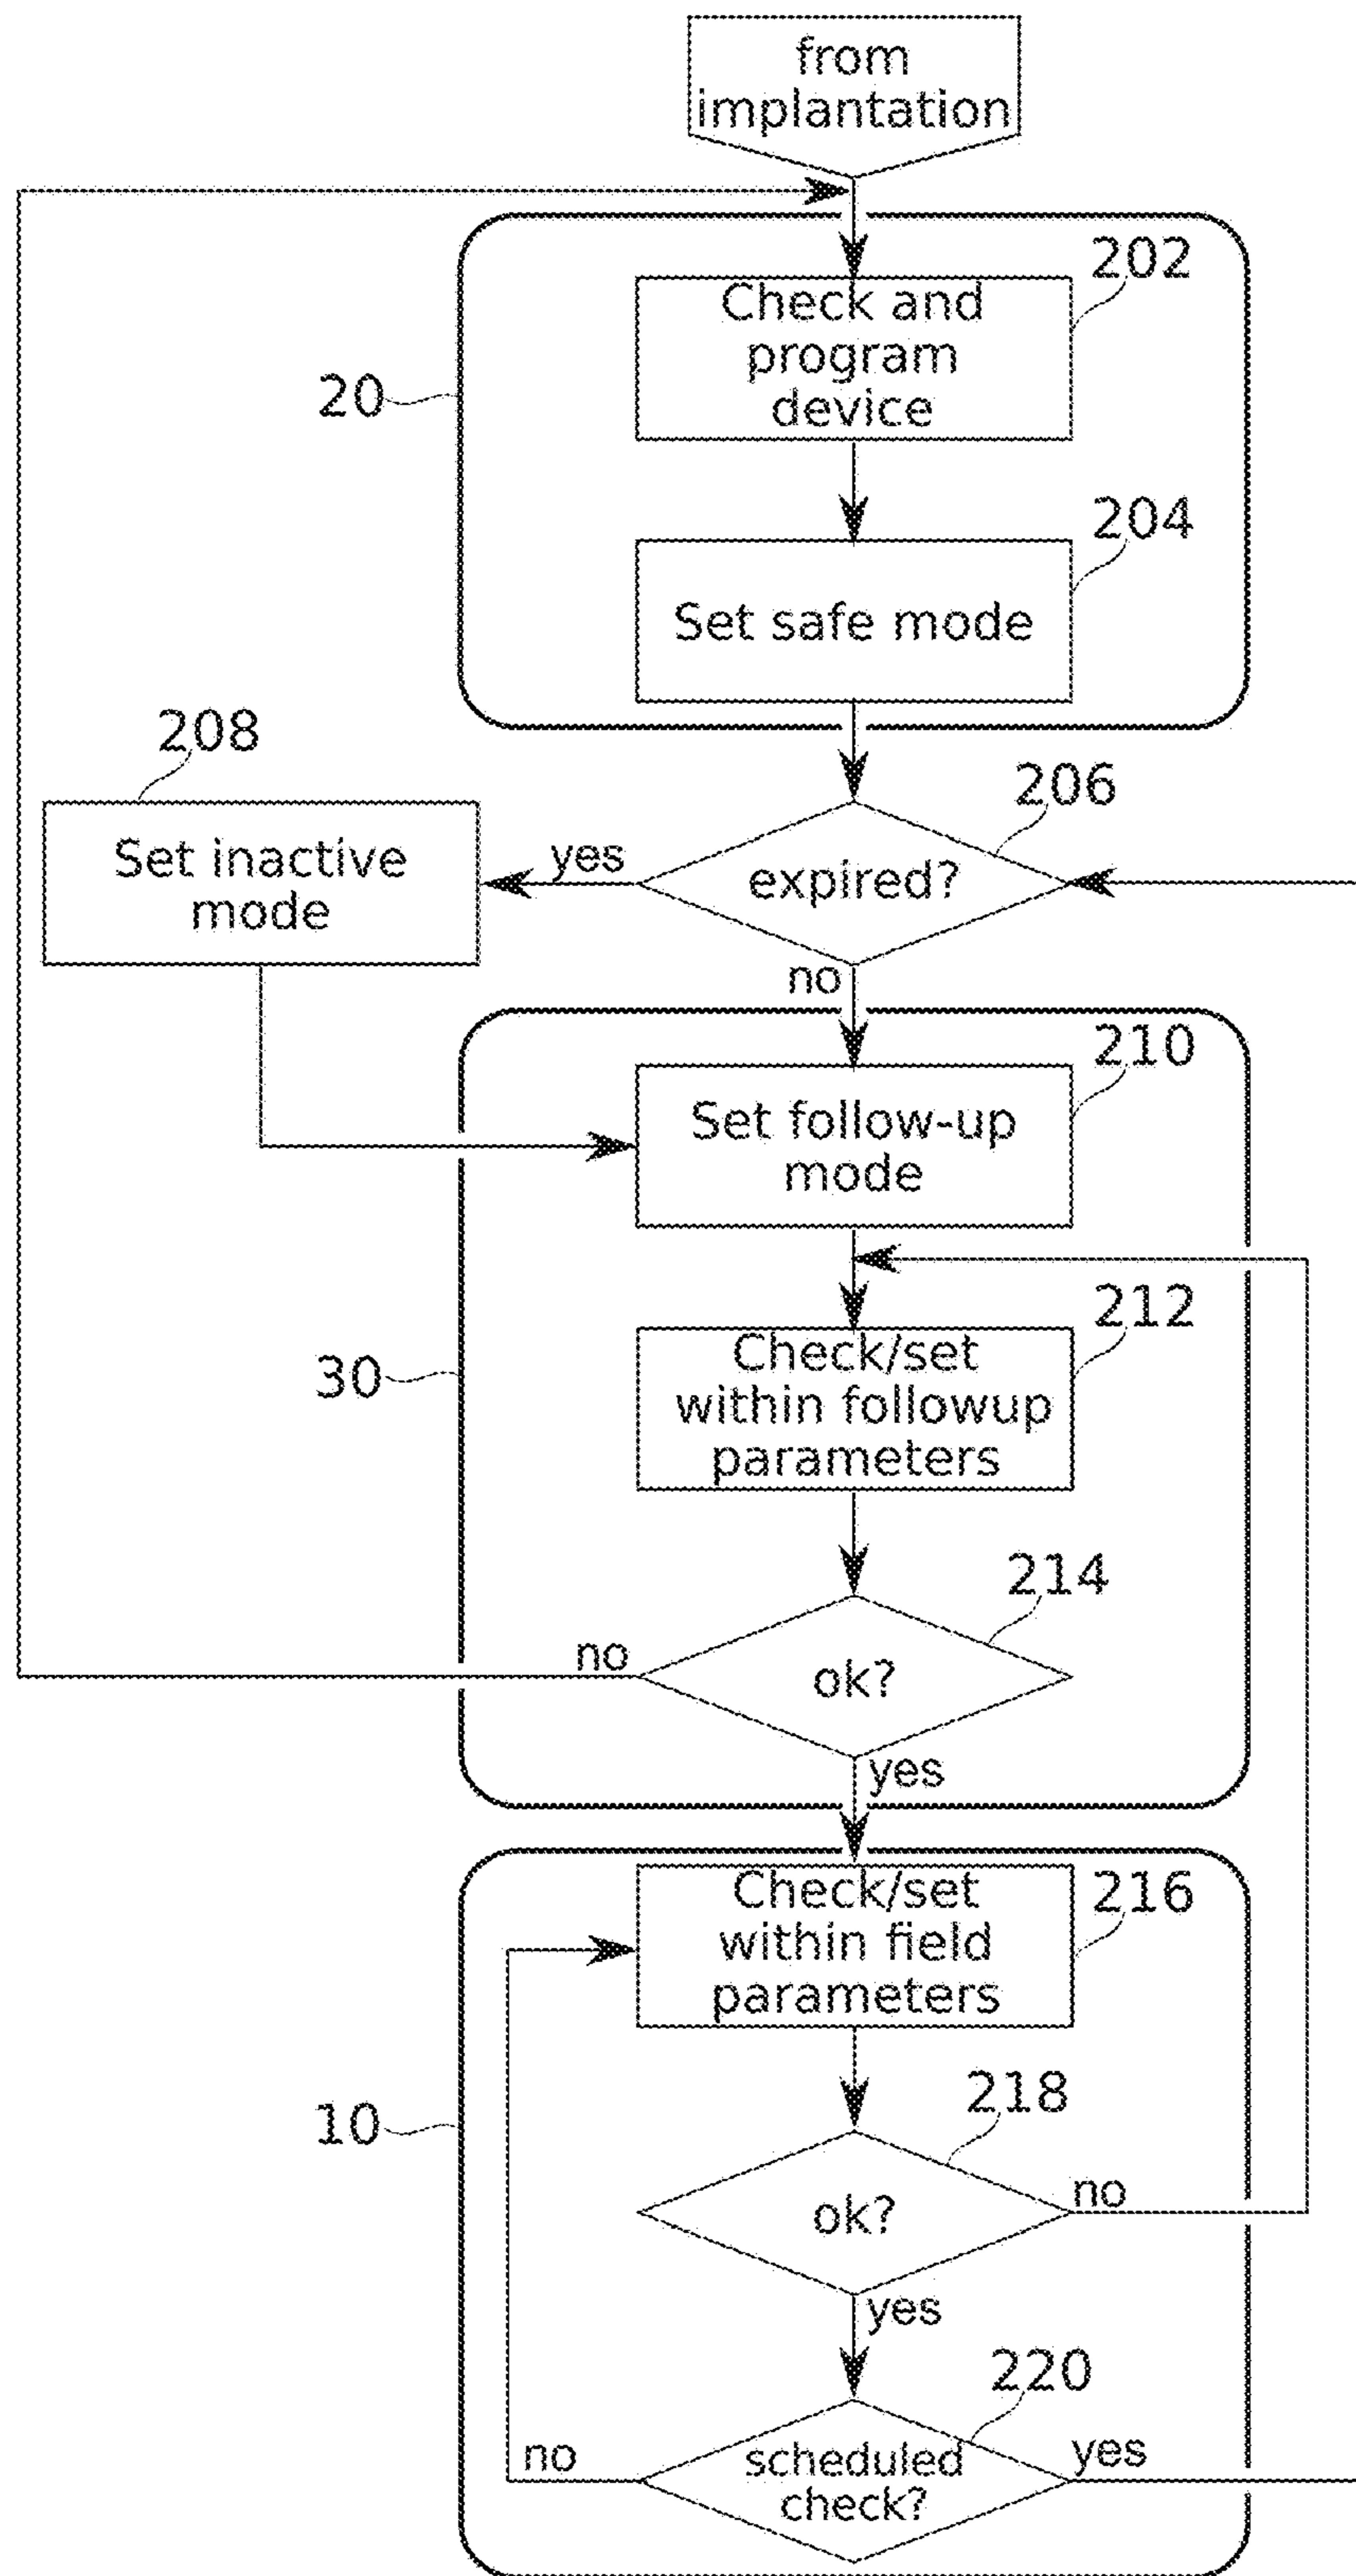 from
implantation
202
Check and
program
device
20
204
Set safe mode
208
206
Set inactive
mode
yes
expired?
no
210
Set follow-up
mode
212
Check/set
within followup
parameters
30
214
no
ok?
yes
216
Check/set
within field
parameters
10
218
ok?
no
yes
220
no
scheduled
check?
yes